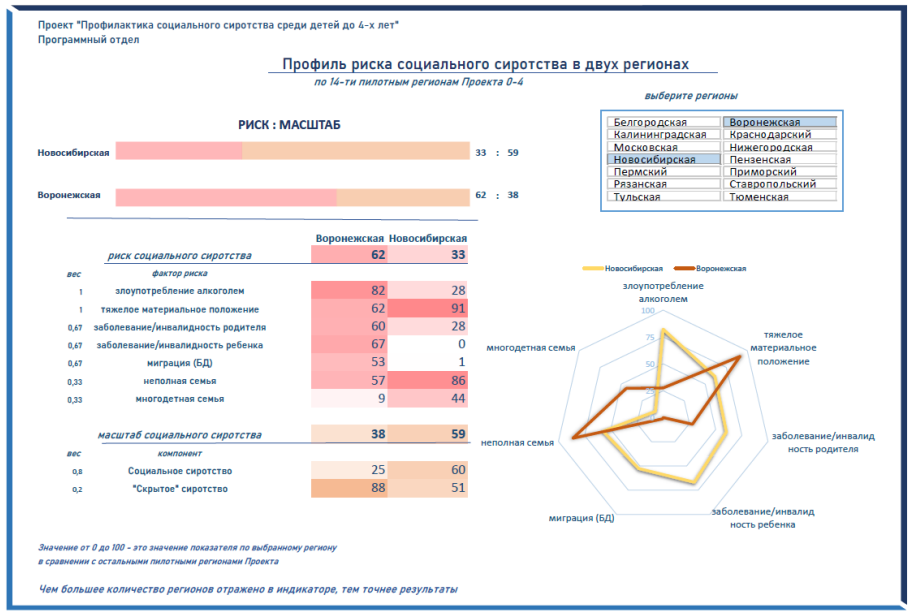 Проект "Профилактика социального сиротства среди детей до 4-х лет"
Программный отдел
Профиль риска социального сиротства в двух регионах
по 14-ти пилотным регионам Проекта 0-4
выберите регионы
Белгородская Воронежская
Калининградская Краснодарский
Московская Нижегородская
Новосибирская Пензенская
Пермский Приморский
Рязанская Ставропольский
Тульская Тюменская
РИСК : МАСШТАБ
Новосибирская 33 : 59
Воронежская 62 : 38
Воронежская Новосибирская
риск социального сиротства 62 33
вес фактор риска
1 злоупотребление алкоголем 82 28
1 тяжелое материальное положение 62 91
0,67 заболевание/инвалидность родителя 60 28
0,67 заболевание/инвалидность ребенка 67 0
0,67 миграция (БД) 53 1
0,33 неполная семья 57 86
0,33 многодетная семья 9 44
масштаб социального сиротства 38 59
вес компонент
0,8 Социальное сиротство 25 60
0,2 "Скрытое" сиротство 88 51
Новосибирская Воронежская
злоупотребление
алкоголем
100
75
50
25
тяжелое
материальное
положение
заболевание/инвалид
ность родителя
заболевание/инвалид
ность ребенка
миграция (БД)
неполная семья
многодетная семья
Значение от 0 до 100 - это значение показателя по выбранному региону
в сравнении с остальными пилотными регионами Проекта
Чем большее количество регионов отражено в индикаторе, тем точнее результаты